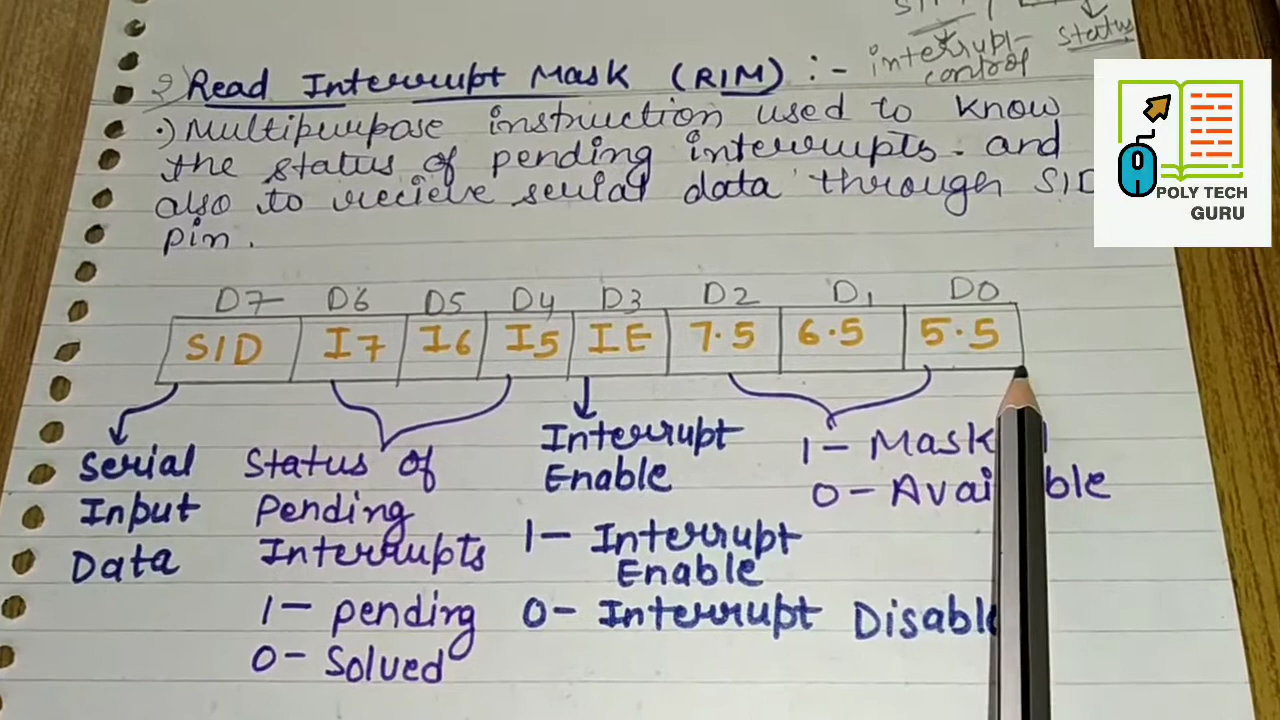 interrupt
control
status
2) Read Interrupt Mask (RIM) :-
•) Multipurpose instruction used to know
the status of pending interrupts. and
also to recieve serial data through SID
pin.
POLY TECH
GURU
D7 D6 D5 D4 D3 D2 D1 D0
SID I7 I6 I5 IE 7.5 6.5 5.5
Serial
Input
Data
Status of
Pending
Interrupts
1- pending
0- Solved
Interrupt
Enable
1- Interrupt
Enable
0- Interrupt Disable
1- Mask
0- Available